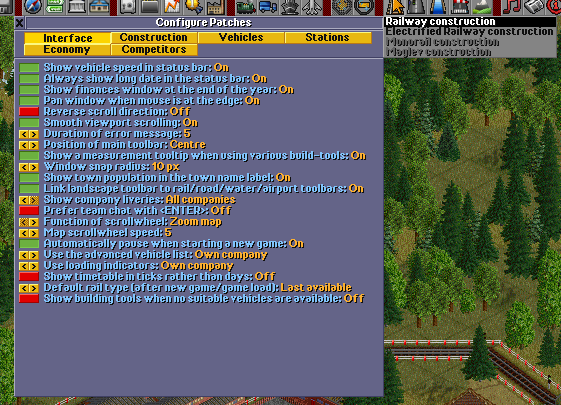 Configure Patches
Interface
Construction
Vehicles
Stations
Economy
Competitors
Railway construction
Electrified Railway construction
Monorail construction
Maglev construction
Show vehicle speed in status bar: On
Always show long date in the status bar: On
Show finances window at the end of the year: On
Pan window when mouse is at the edge: On
Reverse scroll direction: Off
Smooth viewport scrolling: On
Duration of error message: 5
Position of main toolbar: Centre
Show a measurement tooltip when using various build-tools: On
Window snap radius: 10 px
Show town population in the town name label: On
Link landscape toolbar to rail/road/water/airport toolbars: On
Show company liveries: All companies
Prefer team chat with <ENTER>: Off
Function of scrollwheel: Zoom map
Map scrollwheel speed: 5
Automatically pause when starting a new game: On
Use the advanced vehicle list: Own company
Use loading indicators: Own company
Show timetable in ticks rather than days: Off
Default rail type (after new game/game load): Last available
Show building tools when no suitable vehicles are available: Off